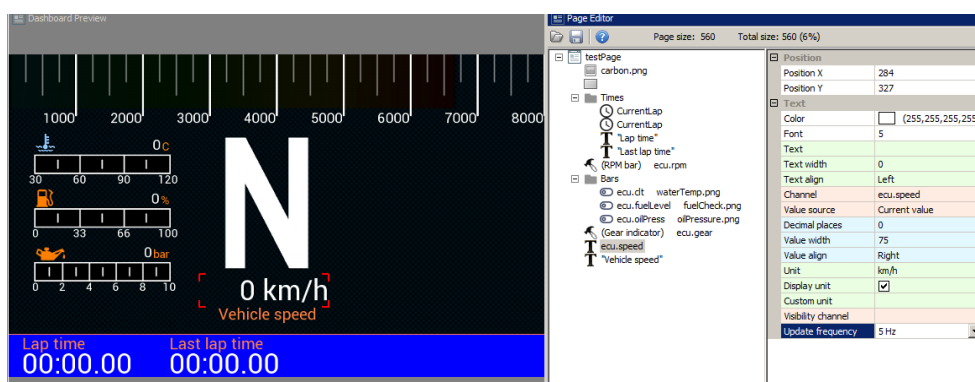 Dashboard Preview
1000 2000 3000 4000 5000 6000 7000 8000
0 C
30 60 90 120
0 %
0 33 66 100
0 bar
0 2 4 6 8 10
N
0 km/h
Vehicle speed
Lap time Last lap time
00:00.00 00:00.00
Page Editor
Page size: 560 Total size: 560 (6%)
testPage
carbon.png
Times
CurrentLap
CurrentLap
"Lap time"
"Last lap time"
(RPM bar) ecu.rpm
Bars
ecu.clt waterTemp.png
ecu.fuelLevel fuelCheck.png
ecu.oilPress oilPressure.png
(Gear indicator) ecu.gear
ecu.speed
"Vehicle speed"
Position
Position X 284
Position Y 327
Text
Color (255,255,255,255
Font 5
Text
Text width 0
Text align Left
Channel ecu.speed
Value source Current value
Decimal places 0
Value width 75
Value align Right
Unit km/h
Display unit
Custom unit
Visibility channel
Update frequency 5 Hz